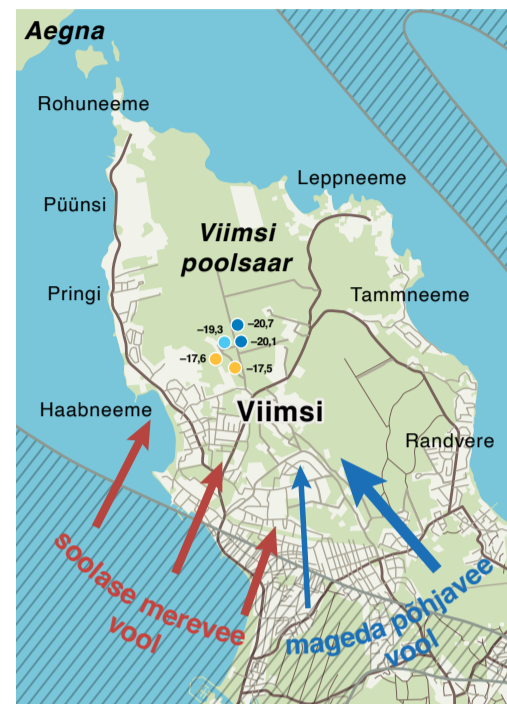 Aegna
Rohuneeme
Leppneeme
Püünsi
Viimsi
poolsaar
Pringi
Tammneeme
–20,7
–19,3
–20,1
–17,6
–17,5
Haabneeme
Viimsi
Randvere
soolase merevee
vool
mageda põhjavee
vool